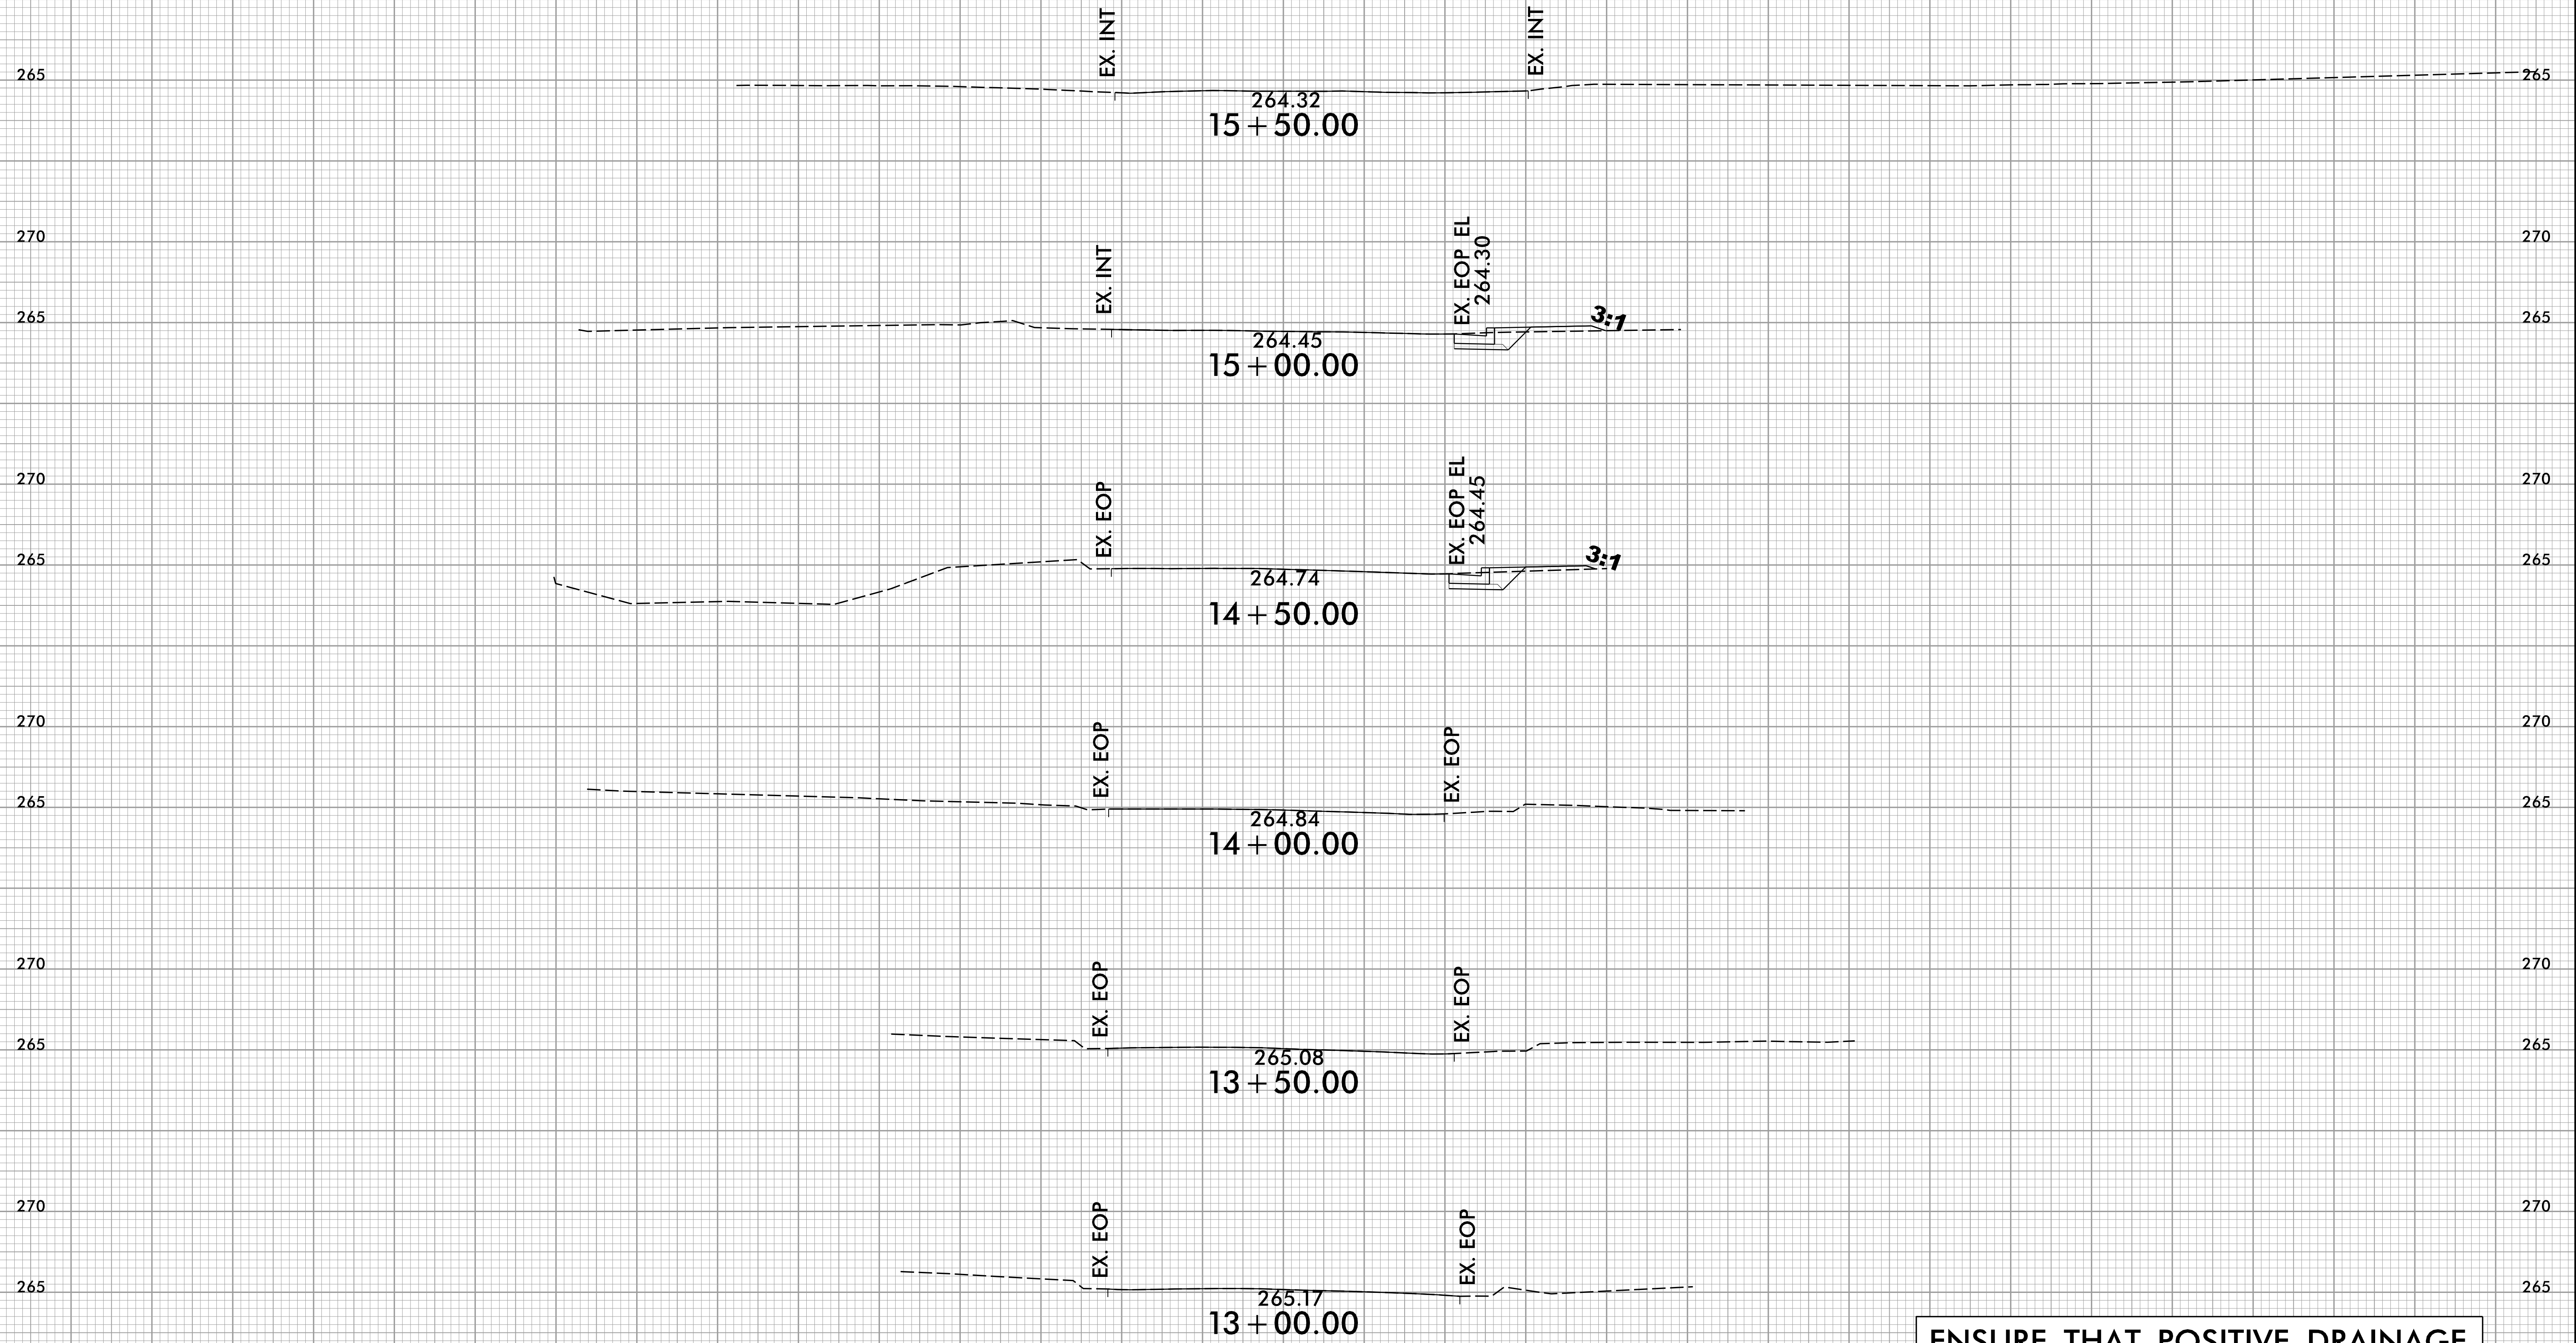 EX. INT
EX. INT
265
265
264.32
15+50.00
270
270
EX. INT
EX. EOP EL
264.30
265
3:1
265
264.45
15+00.00
270
270
EX. EOP
EX. EOP EL
264.45
265
3:1
265
264.74
14+50.00
270
270
EX. EOP
EX. EOP
265
265
264.84
14+00.00
270
270
EX. EOP
EX. EOP
265
265
265.08
13+50.00
270
270
EX. EOP
EX. EOP
265
265
265.17
13+00.00
ENSURE THAT POSITIVE DRAINAGE